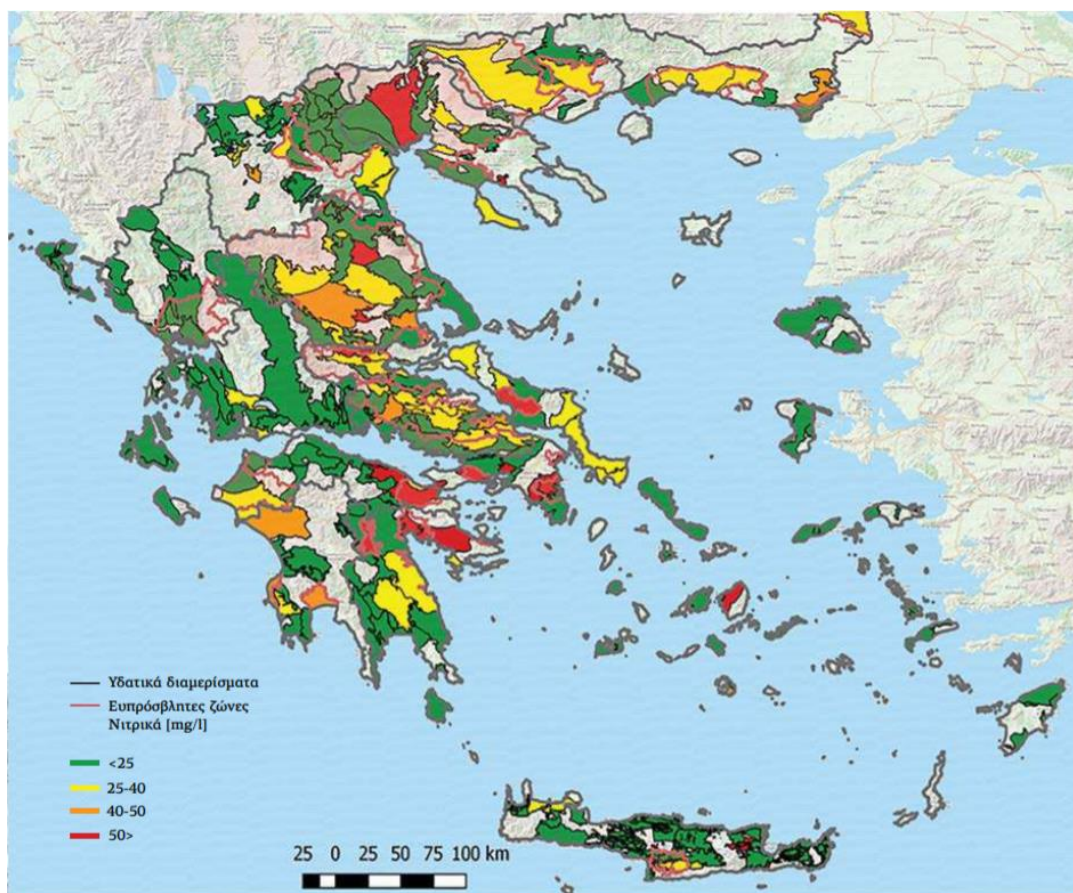 Υδατικά διαμερίσματα
Ευπρόσβλητες ζώνες
Νιτρικά [mg/l]
<25
25-40
40-50
50>
25 0 25 50 75 100 km